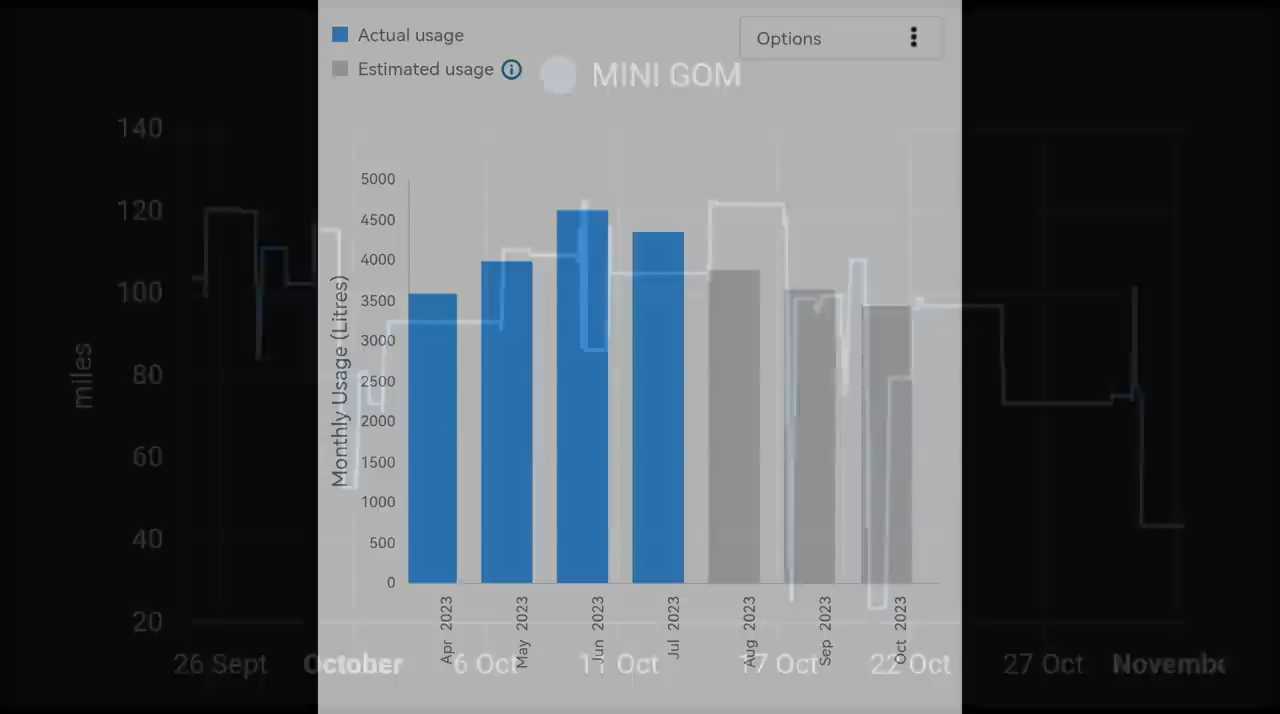 Actual usage
Options
Estimated usage
MINI GOM
140
120
100
80
60
40
20
miles
5000
4500
4000
3500
3000
2500
2000
1500
1000
500
0
Monthly Usage (Litres)
Apr 2023
May 2023
Jun 2023
Jul 2023
Aug 2023
Sep 2023
Oct 2023
26 Sept
October
6 Oct
11 Oct
17 Oct
22 Oct
27 Oct
Novembe